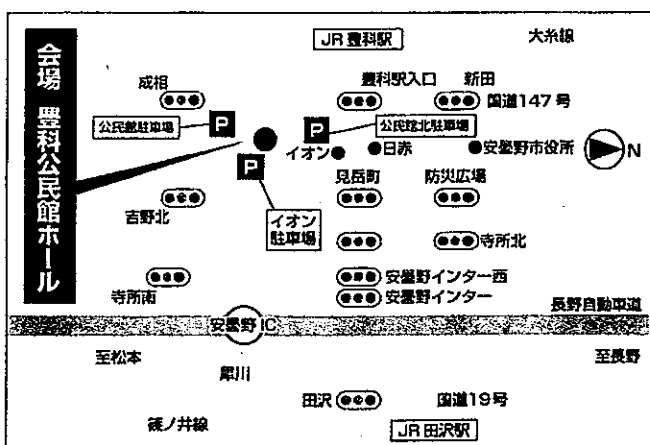 会場 豊科公民館ホール
JR 豊科駅
大糸線
成相
豊科駅入口
新田
国道147号
公民館駐車場
P
P
公民館北駐車場
イオン
日赤
安曇野市役所
N
P
見岳町
防災広場
吉野北
イオン
駐車場
寺所北
寺所南
安曇野インター西
安曇野インター
長野自動車道
安曇野IC
至松本
至長野
犀川
田沢
国道19号
篠ノ井線
JR 田沢駅